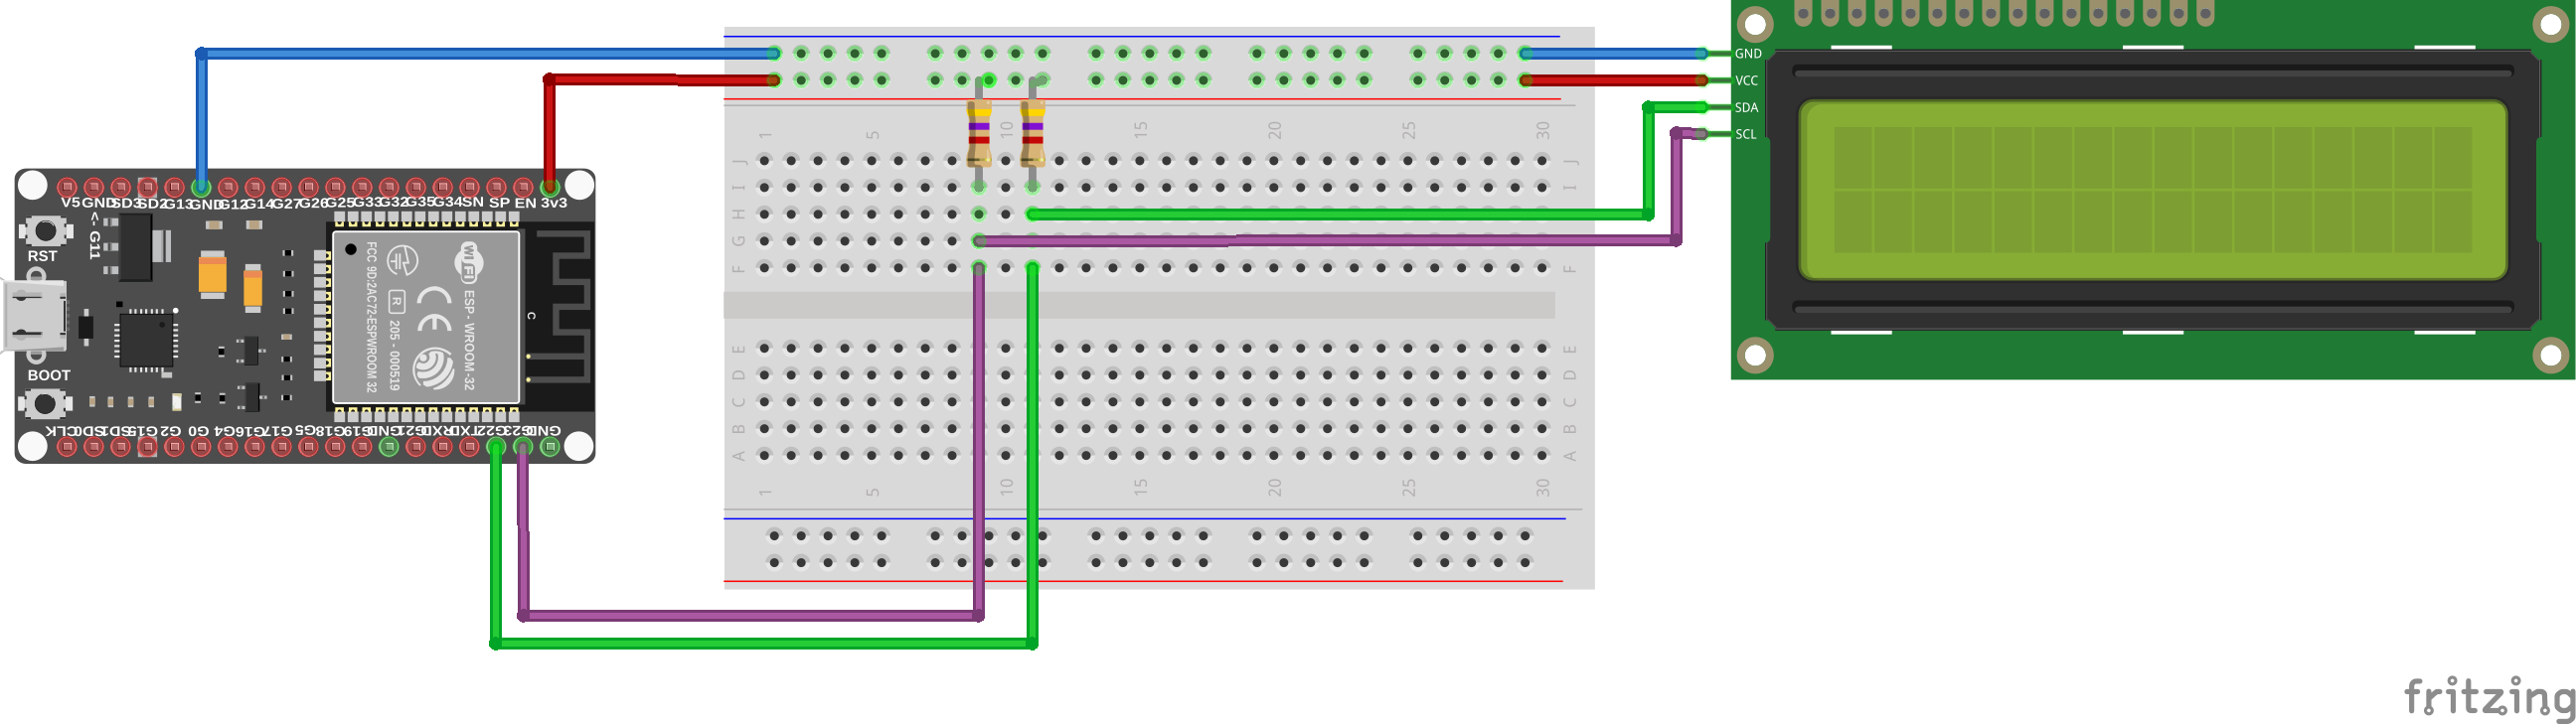 V5 GND SD3 SD2 G13 GND G12 G14 G27 G26 G25 G33 G32 G35 G34 SN SP EN 3v3
<- G11
RST
BOOT
FCC 9D:2AC72-ESPWROOM 32
R
205 - 000519
CE
WiFi
ESP - WROOM -32
C
CLK SD0 SD1 G15 G2 G0 G4 G16 G17 G5 G18 G19 GND G21 RXD TXD G22 G23 GND
1 5 10 15 20 25 30
J J
I I
H H
G G
F F
E E
D D
C C
B B
A A
1 5 10 15 20 25 30
GND
VCC
SDA
SCL
fritzing